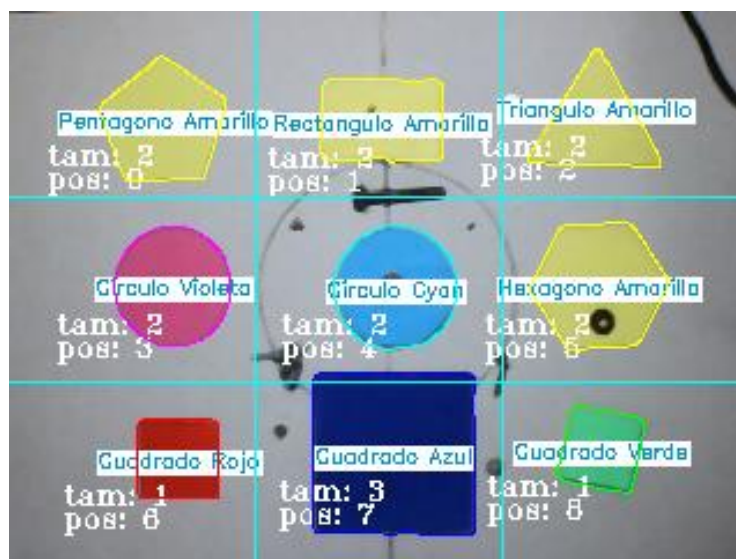 Pentagono Amarillo
tam: 2
pos: 0
Rectangulo Amarillo
tam: 2
pos: 1
Triangulo Amarillo
tam: 2
pos: 2
Circulo Violeta
tam: 2
pos: 3
Circulo Cyan
tam: 2
pos: 4
Hexagono Amarillo
tam: 2
pos: 5
Cuadrado Rojo
tam: 1
pos: 6
Cuadrado Azul
tam: 3
pos: 7
Cuadrado Verde
tam: 1
pos: 8